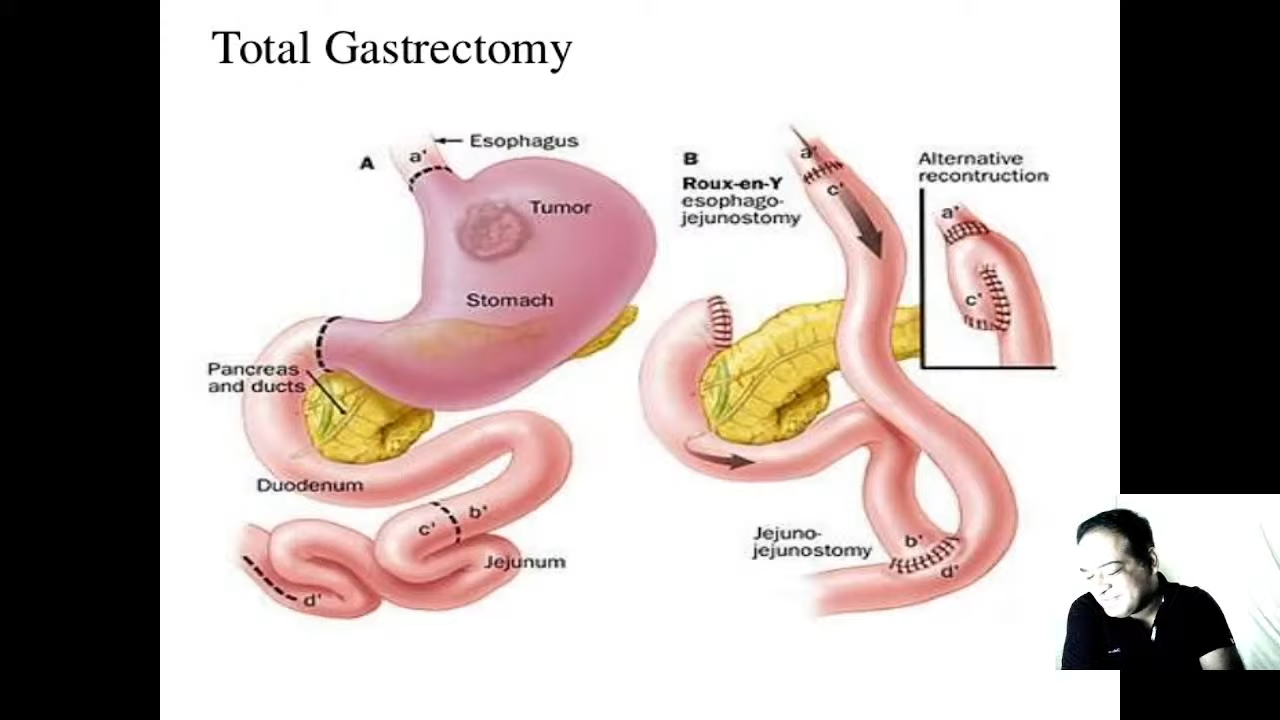 Total Gastrectomy
A
a'
Esophagus
Tumor
Stomach
Pancreas
and ducts
Duodenum
c'
b'
Jejunum
d'
B
Roux-en-Y
esophago-
jejunostomy
a'
c'
Jejuno-
jejunostomy
b'
d'
Alternative
recontruction
a'
c'